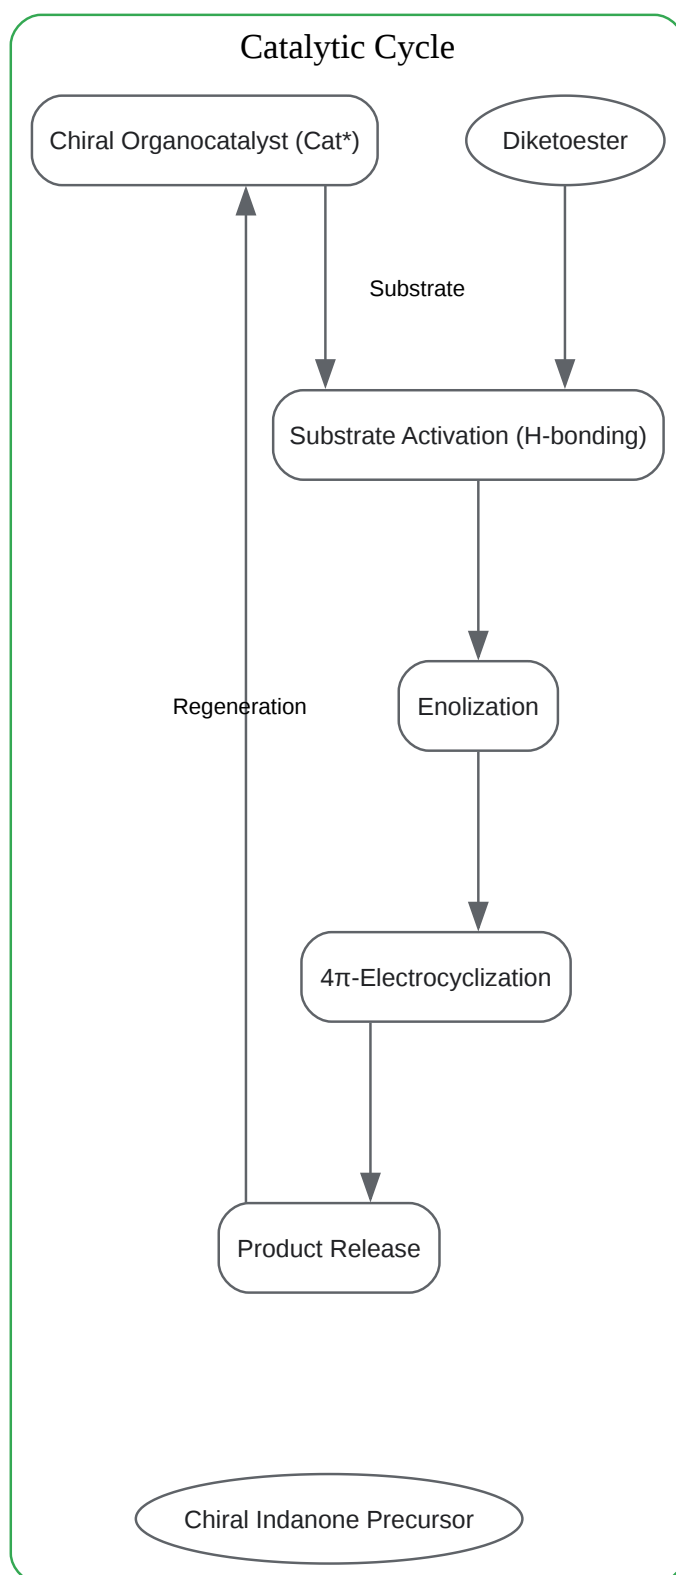 Catalytic Cycle
Chiral Organocatalyst (Cat*)
Diketoester
Substrate
Substrate Activation (H-bonding)
Regeneration
Enolization
4π-Electrocyclization
Product Release
Chiral Indanone Precursor